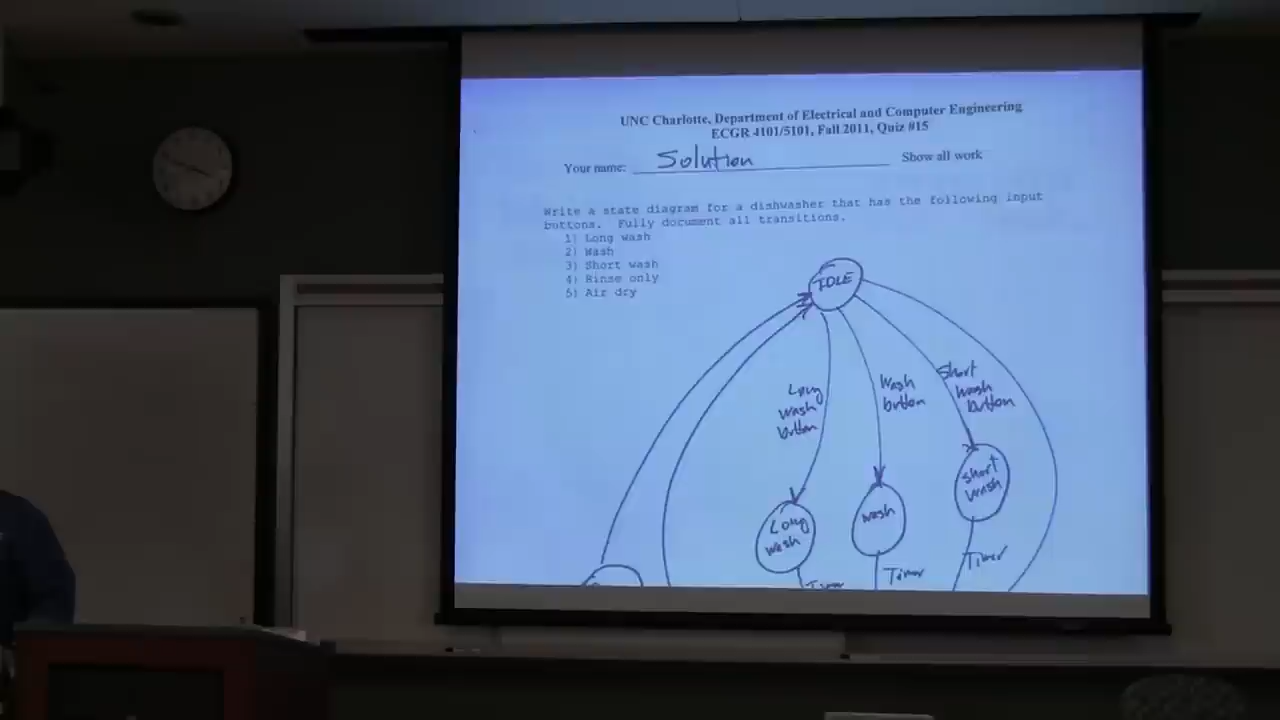 UNC Charlotte, Department of Electrical and Computer Engineering
ECGR 4101/5101, Fall 2011, Quiz #15
Your name: Solution Show all work
Write a state diagram for a dishwasher that has the following input
buttons. Fully document all transitions.
1) Long wash
2) Wash
3) Short wash
4) Rinse only
5) Air dry
IDLE
Long
wash
button
Wash
button
Short
wash
button
Long
wash
wash
short
wash
Timer
Timer
Timer